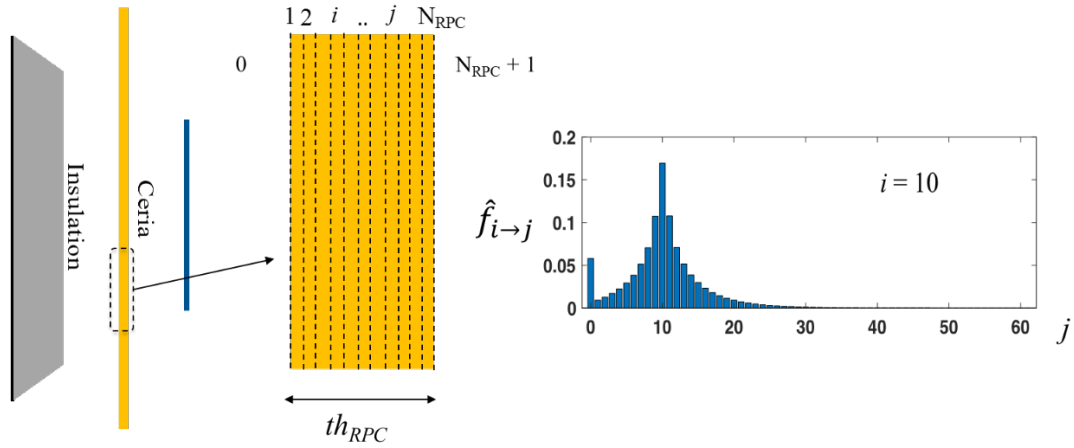 Insulation
Ceria
0
1 2 i .. j N_RPC
N_RPC + 1
th_RPC
f̂_i→j
0.2
0.15
0.1
0.05
0
i = 10
0 10 20 30 40 50 60
j